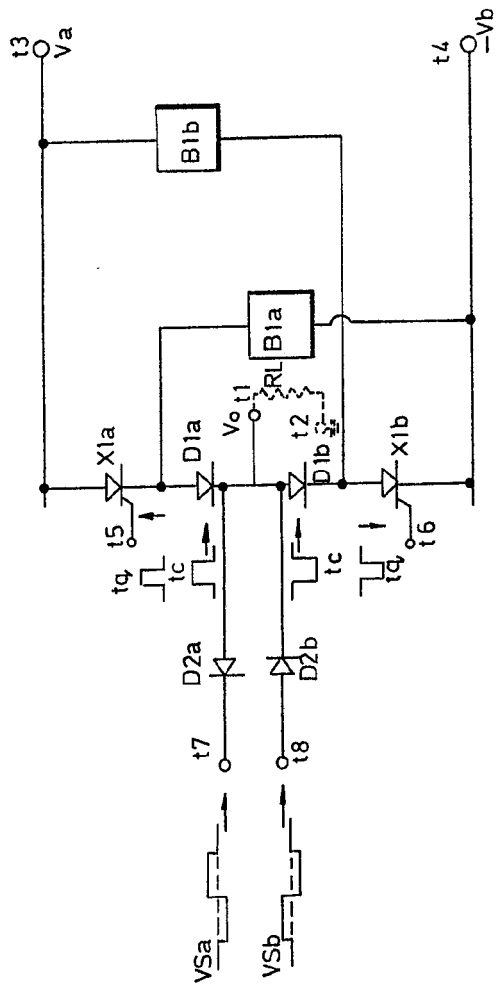 t3
Va
B1b
X1a
t5
tq
tc
D1a
B1a
RL
Vo
t1
t2
D2a
t7
VSa
D2b
t8
VSb
D1b
tc
tq
X1b
t6
t4
-Vb